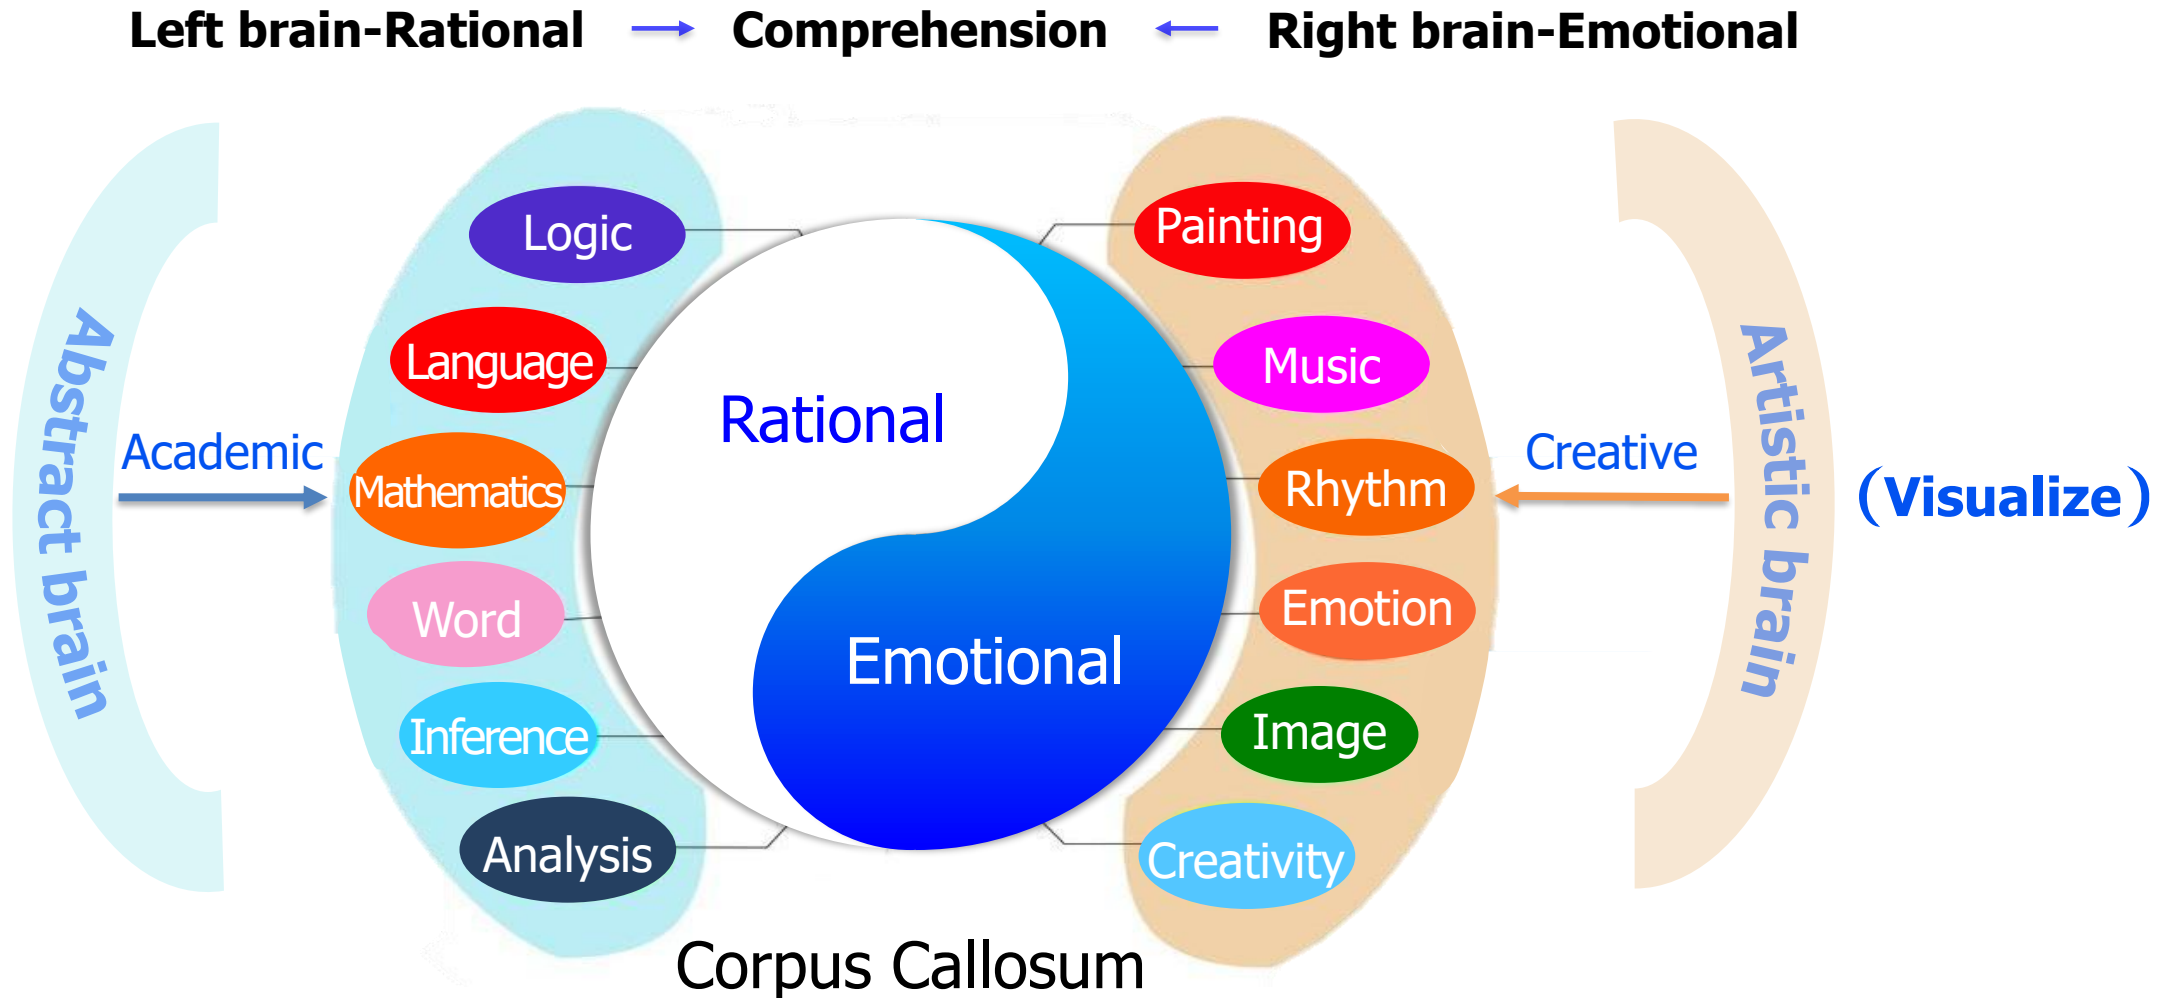 Left brain-Rational → Comprehension ← Right brain-Emotional
Abstract brain
Academic
Logic
Language
Mathematics
Word
Inference
Analysis
Rational
Emotional
Painting
Music
Rhythm
Emotion
Image
Creativity
Creative
Artistic brain
(Visualize)
Corpus Callosum